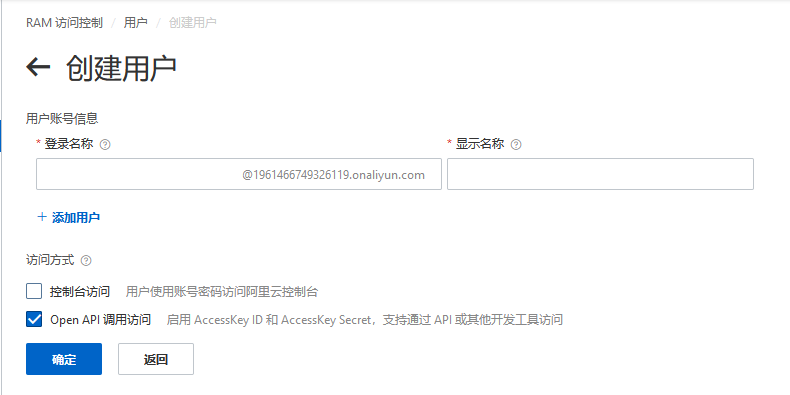 RAM 访问控制 / 用户 / 创建用户
← 创建用户
用户账号信息
* 登录名称 ? * 显示名称 ?
@1961466749326119.onaliyun.com
+ 添加用户
访问方式 ?
控制台访问 用户使用账号密码访问阿里云控制台
Open API 调用访问 启用 AccessKey ID 和 AccessKey Secret，支持通过 API 或其他开发工具访问
确定 返回